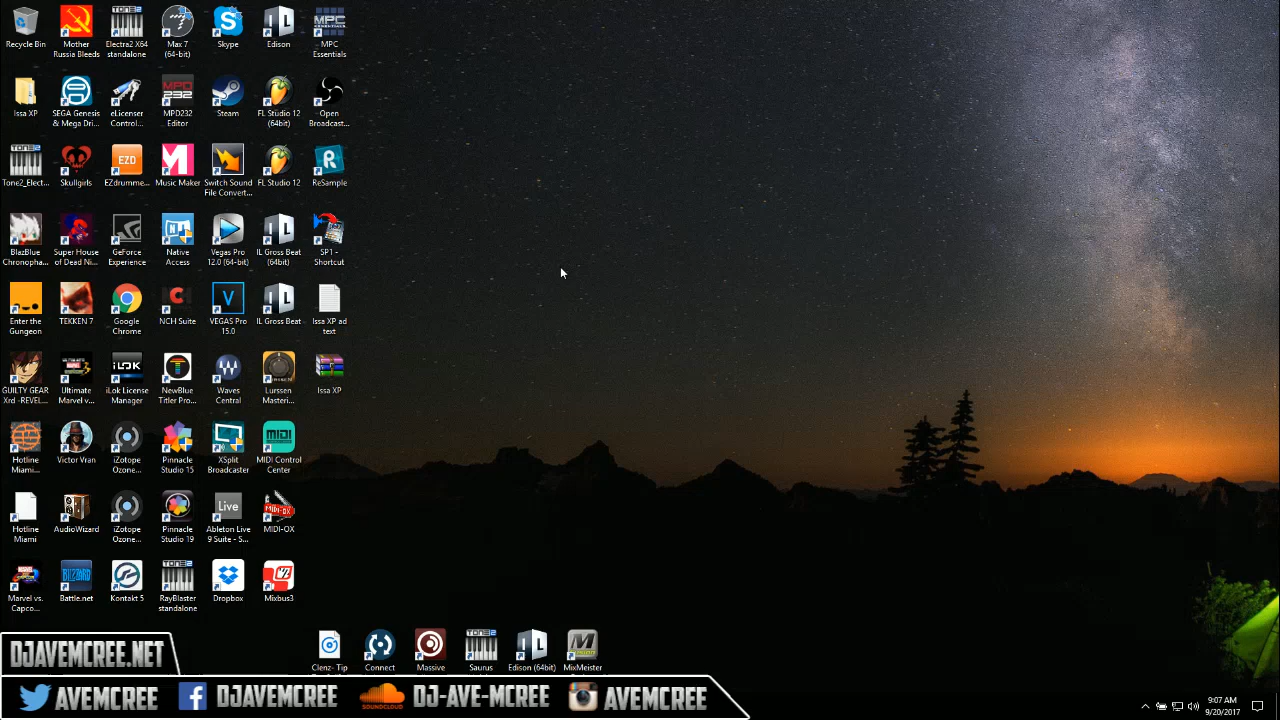 Recycle Bin
Mother
Russia Bleeds
Electra2 X64
standalone
Max 7
(64-bit)
Skype
Edison
MPC
Essentials
Issa XP
SEGA Genesis
& Mega Dri...
eLicenser
Control...
MPD232
Editor
Steam
FL Studio 12
(64bit)
Open
Broadcast...
Tone2_Elect...
Skullgirls
EZdrumme...
Music Maker
Switch Sound
File Convert...
FL Studio 12
ReSample
BlazBlue
Chronopha...
Super House
of Dead Ni...
GeForce
Experience
Native
Access
Vegas Pro
12.0 (64-bit)
IL Gross Beat
(64bit)
SP1 -
Shortcut
Enter the
Gungeon
TEKKEN 7
Google
Chrome
NCH Suite
VEGAS Pro
15.0
IL Gross Beat
Issa XP ad
text
GUILTY GEAR
Xrd -REVEL...
Ultimate
Marvel v...
iLok License
Manager
NewBlue
Titler Pro...
Waves
Central
Lurssen
Masteri...
Issa XP
Hotline
Miami...
Victor Vran
iZotope
Ozone...
Pinnacle
Studio 15
XSplit
Broadcaster
MIDI Control
Center
Hotline
Miami
AudioWizard
iZotope
Ozone...
Pinnacle
Studio 19
Ableton Live
9 Suite - S...
MIDI-OX
Marvel vs.
Capco...
Battle.net
Kontakt 5
RayBlaster
standalone
Dropbox
Mixbus3
Clenz- Tip
Connect
Massive
Saurus
Edison (64bit)
MixMeister
DJAVEMCREE.NET
AVEMCREE
DJAVEMCREE
SOUNDCLOUD
DJ-AVE-MCREE
AVEMCREE
9:07 AM
9/20/2017